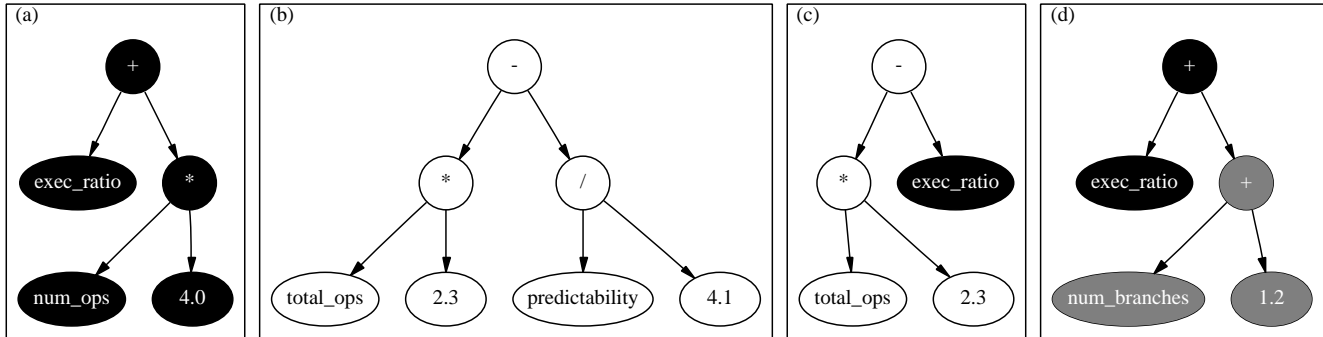 (a)
+
exec_ratio
*
num_ops
4.0
(b)
-
*
/
total_ops
2.3
predictability
4.1
(c)
-
*
exec_ratio
total_ops
2.3
(d)
+
exec_ratio
+
num_branches
1.2